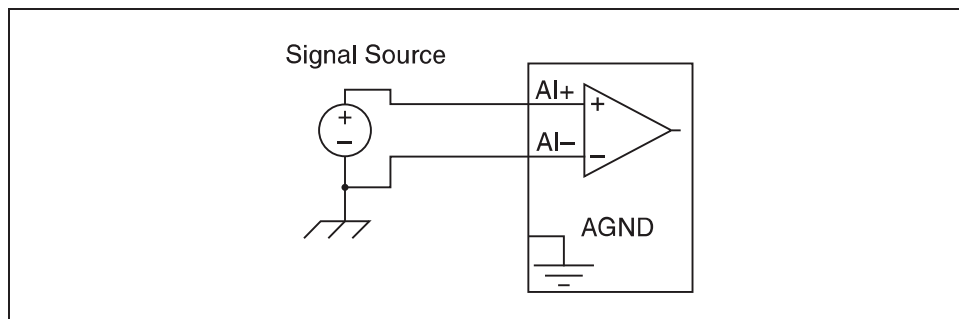 Signal Source
AI+
+
+
AI−
−
−
AGND